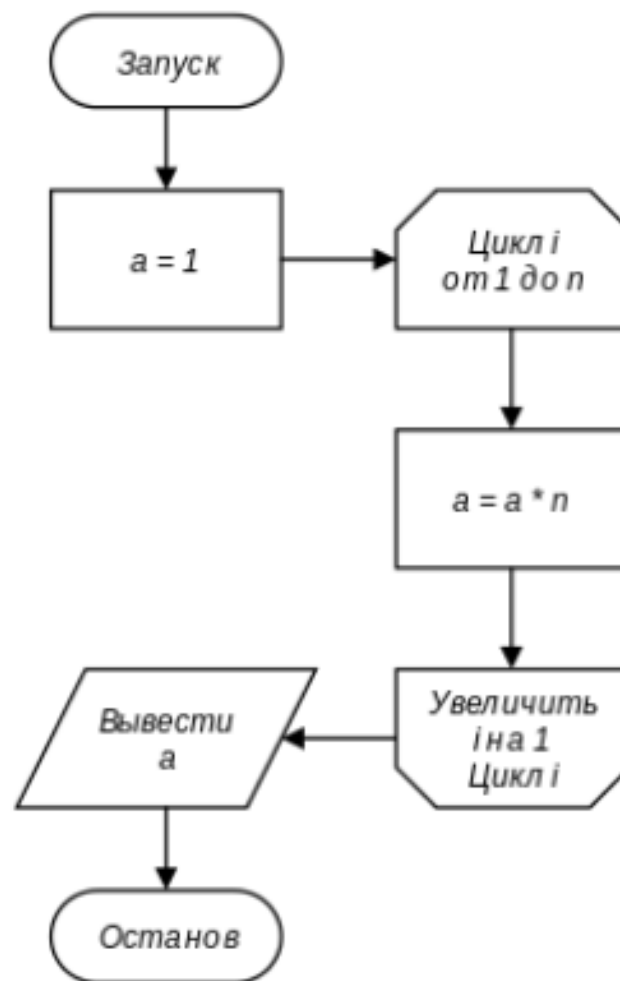 Запуск
a = 1
Цикл i
от 1 до n
a = a * n
Увеличить
i на 1
Цикл i
Вывести
a
Останов